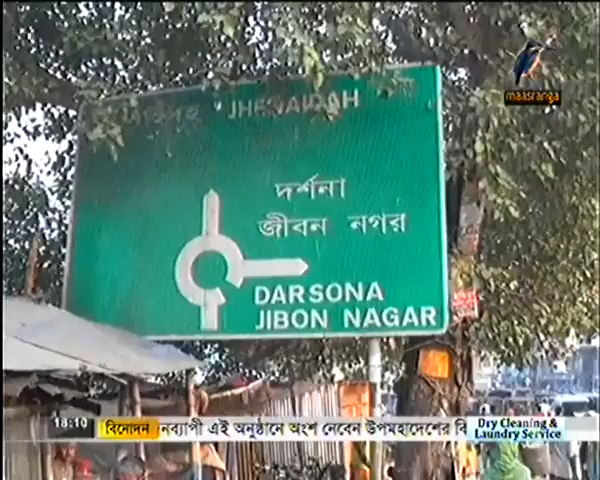 ঝিনাইদহ JHENAIDAH
দর্শনা
জীবন নগর
DARSONA
JIBON NAGAR
maasranga
18:10 বিনোদন নব্যাপী এই অনুষ্ঠানে অংশ নেবেন উপমহাদেশের বি
Dry Cleaning &
Laundry Service